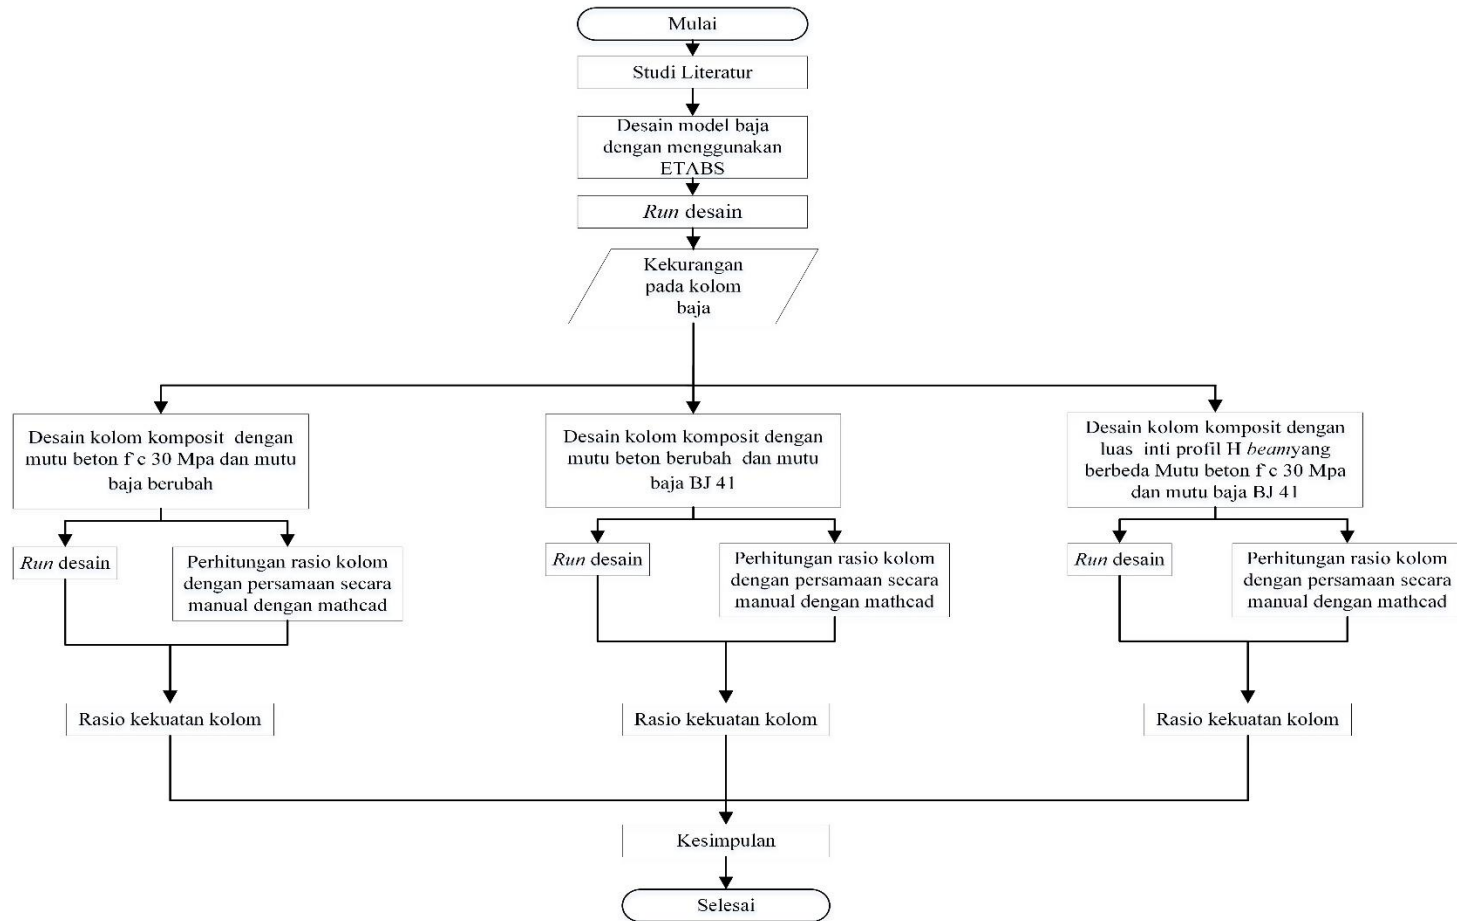 Mulai
Studi Literatur
Desain model baja
dengan menggunakan
ETABS
Run desain
Kekurangan
pada kolom
baja
Desain kolom komposit dengan
mutu beton f`c 30 Mpa dan mutu
baja berubah
Desain kolom komposit dengan
mutu beton berubah dan mutu
baja BJ 41
Desain kolom komposit dengan
luas inti profil H beamyang
berbeda Mutu beton f`c 30 Mpa
dan mutu baja BJ 41
Run desain
Perhitungan rasio kolom
dengan persamaan secara
manual dengan mathcad
Run desain
Perhitungan rasio kolom
dengan persamaan secara
manual dengan mathcad
Run desain
Perhitungan rasio kolom
dengan persamaan secara
manual dengan mathcad
Rasio kekuatan kolom
Rasio kekuatan kolom
Rasio kekuatan kolom
Kesimpulan
Selesai